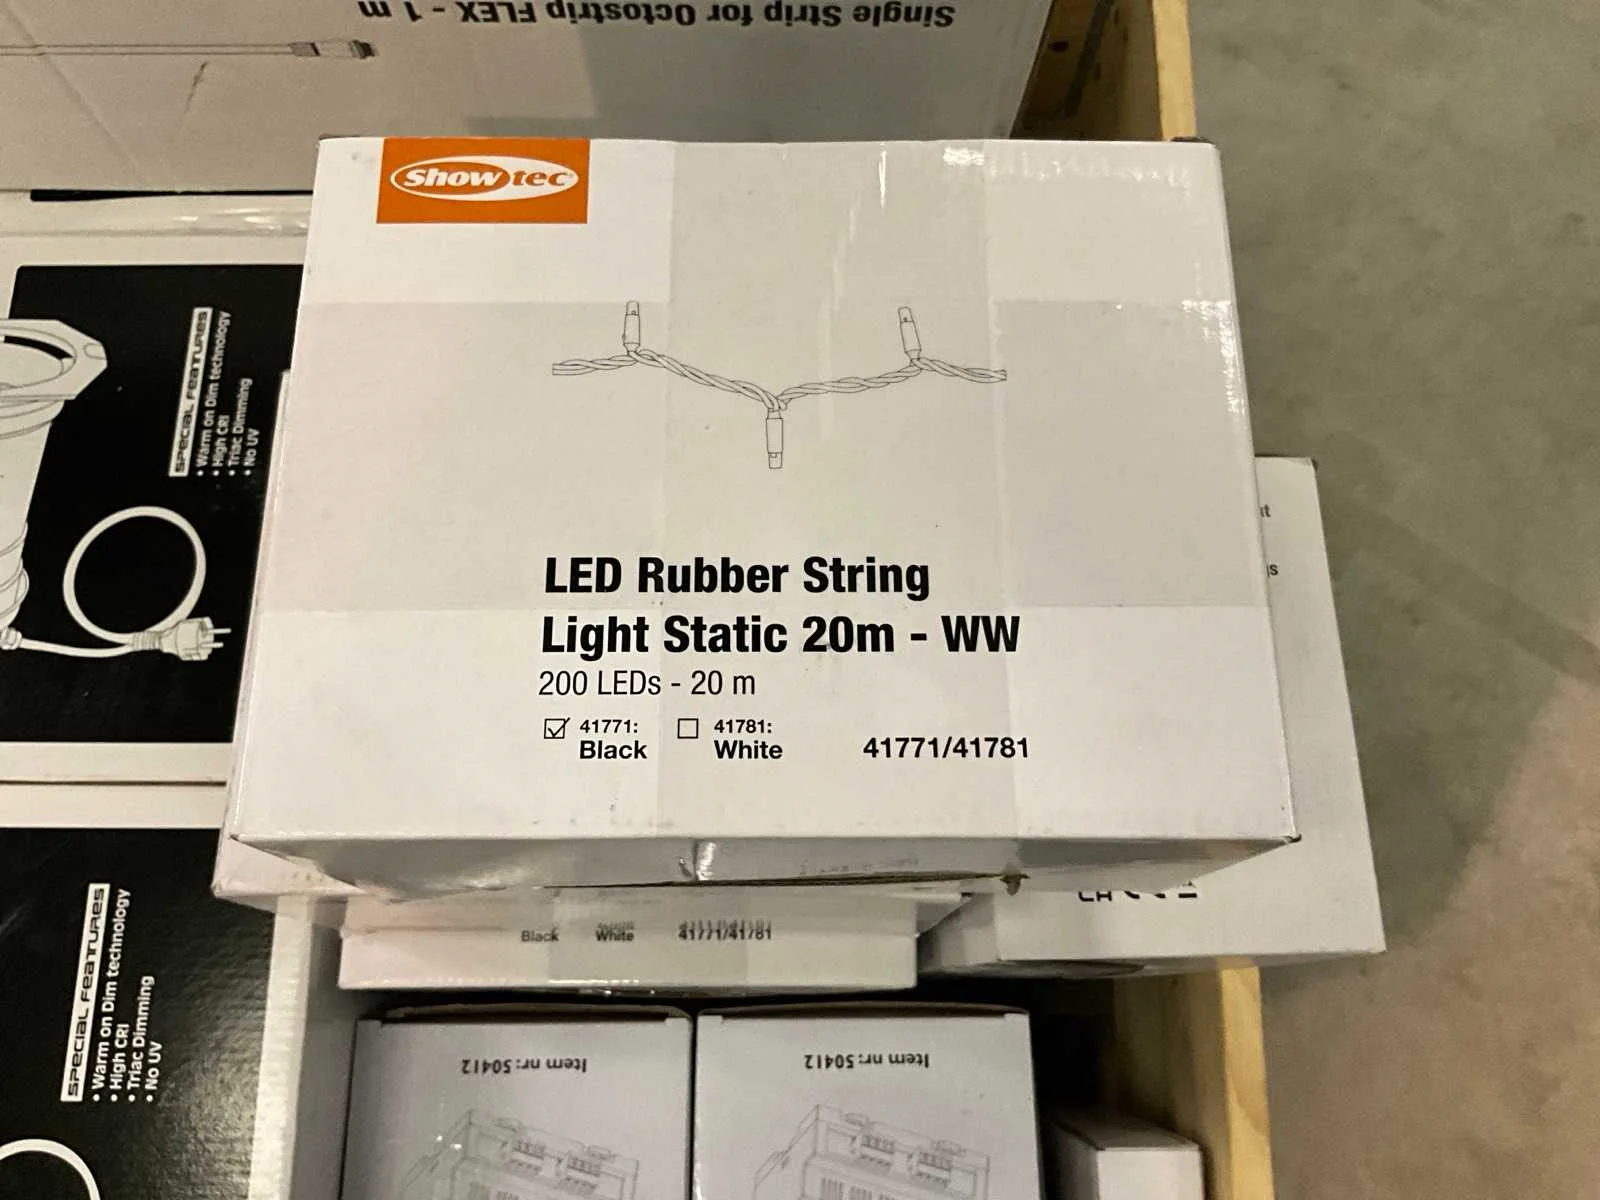 Single Strip for Octostrip FLEX - 1 m
Showtec
SPECIAL FEATURES
• Warm on Dim technology
• High CRI
• Triac Dimming
• No UV
LED Rubber String
Light Static 20m - WW
200 LEDs - 20 m
41771:
Black
41781:
White
41771/41781
Black
White
41771/41781
SPECIAL FEATURES
• Warm on Dim technology
• High CRI
• Triac Dimming
• No UV
Item nr: 50412
Item nr: 50412